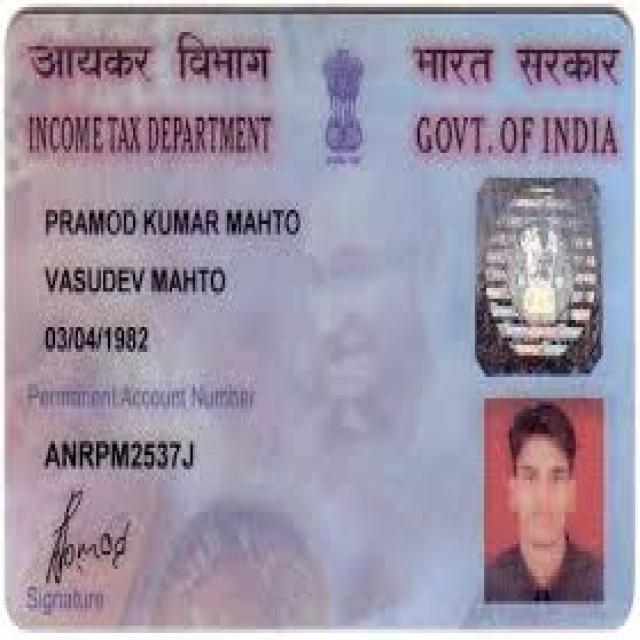 आयकर विभाग
भारत सरकार
INCOME TAX DEPARTMENT
GOVT. OF INDIA
PRAMOD KUMAR MAHTO
VASUDEV MAHTO
03/04/1982
Permanent Account Number
ANRPM2537J
Pramod
Signature